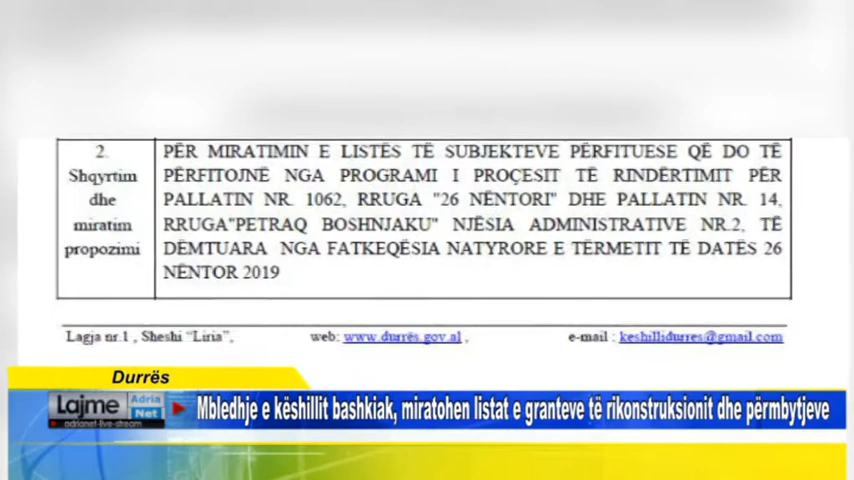 2.
Shqyrtim
dhe
miratim
propozimi
PËR MIRATIMIN E LISTËS TË SUBJEKTEVE PËRFITUESE QË DO TË
PËRFITOJNË NGA PROGRAMI I PROÇESIT TË RINDËRTIMIT PËR
PALLATIN NR. 1062, RRUGA "26 NËNTORI" DHE PALLATIN NR. 14,
RRUGA"PETRAQ BOSHNJAKU" NJËSIA ADMINISTRATIVE NR.2, TË
DËMTUARA NGA FATKEQËSIA NATYRORE E TËRMETIT TË DATËS 26
NËNTOR 2019
Lagja nr.1 , Sheshi "Liria", web: www.durrës.gov.al , e-mail : keshillidurres@gmail.com
Durrës
Lajme Adria Net
adrianet-live-stream
Mbledhje e këshillit bashkiak, miratohen listat e granteve të rikonstruksionit dhe përmbytjeve